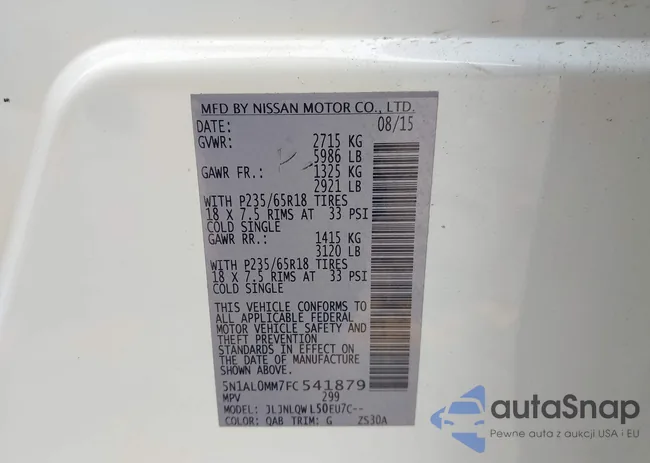 MFD BY NISSAN MOTOR CO., LTD.
DATE: 08/15
GVWR: 2715 KG
5986 LB
GAWR FR.: 1325 KG
2921 LB
WITH P235/65R18 TIRES
18 X 7.5 RIMS AT 33 PSI
COLD SINGLE
GAWR RR.: 1415 KG
3120 LB
WITH P235/65R18 TIRES
18 X 7.5 RIMS AT 33 PSI
COLD SINGLE
THIS VEHICLE CONFORMS TO
ALL APPLICABLE FEDERAL
MOTOR VEHICLE SAFETY AND
THEFT PREVENTION
STANDARDS IN EFFECT ON
THE DATE OF MANUFACTURE
SHOWN ABOVE.
5N1AL0MM7FC541879
MPV 299
MODEL: JLJNLQWL50EU7C--
COLOR: QAB TRIM: G ZS30A
autoSnap
Pewne auta z aukcji USA i EU